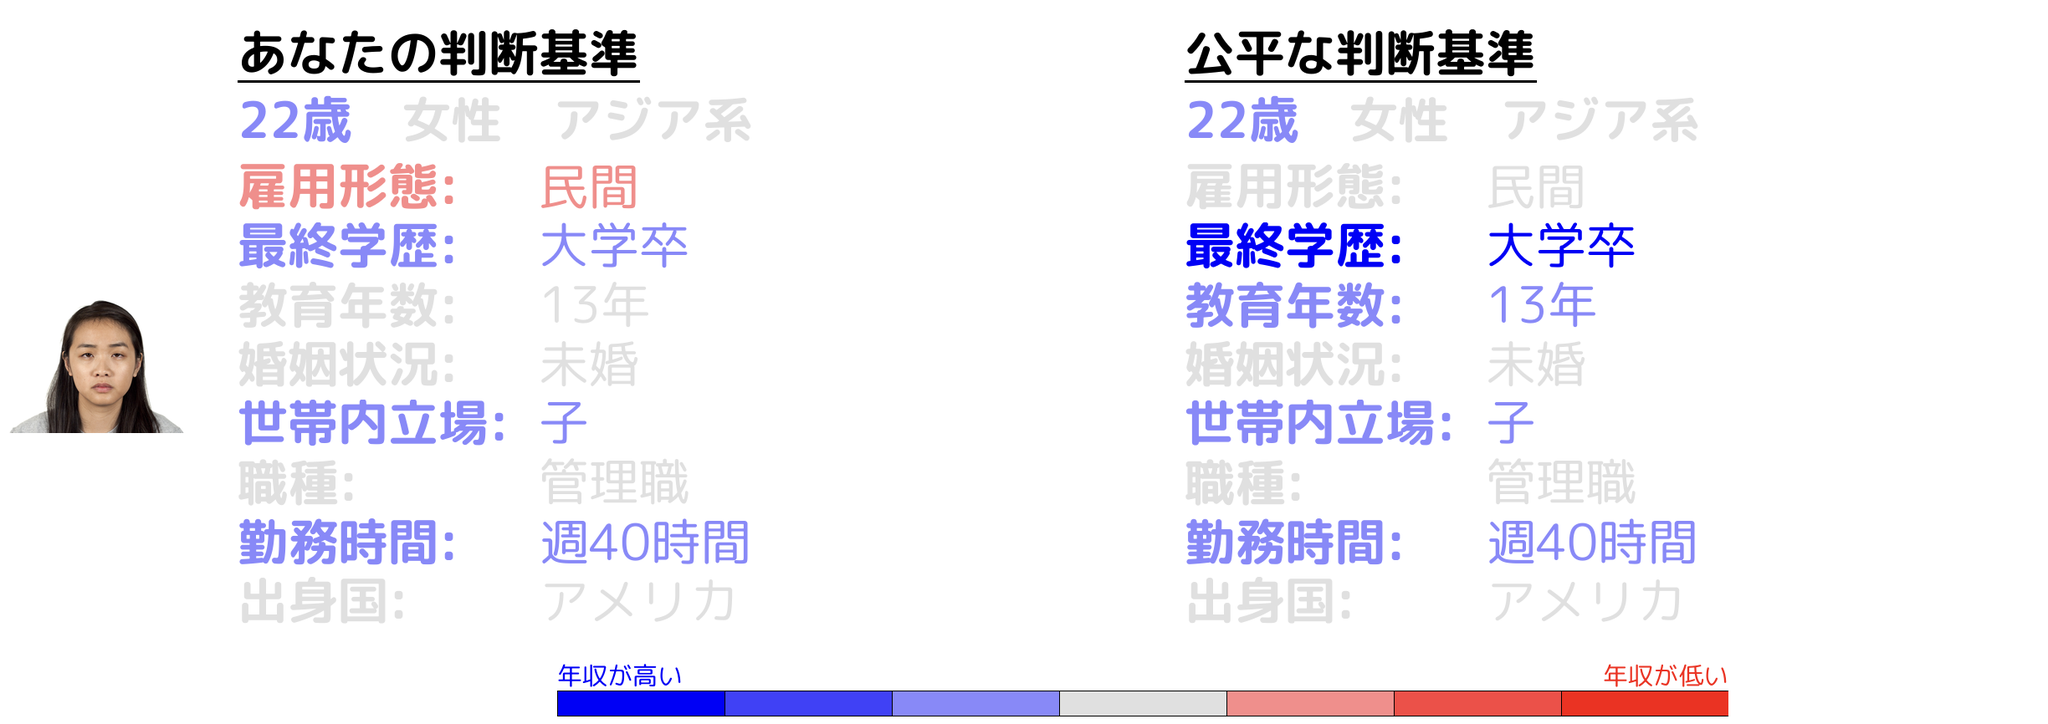 あなたの判断基準
22歳 女性 アジア系
雇用形態: 民間
最終学歴: 大学卒
教育年数: 13年
婚姻状況: 未婚
世帯内立場: 子
職種: 管理職
勤務時間: 週40時間
出身国: アメリカ
公平な判断基準
22歳 女性 アジア系
雇用形態: 民間
最終学歴: 大学卒
教育年数: 13年
婚姻状況: 未婚
世帯内立場: 子
職種: 管理職
勤務時間: 週40時間
出身国: アメリカ
年収が高い
年収が低い